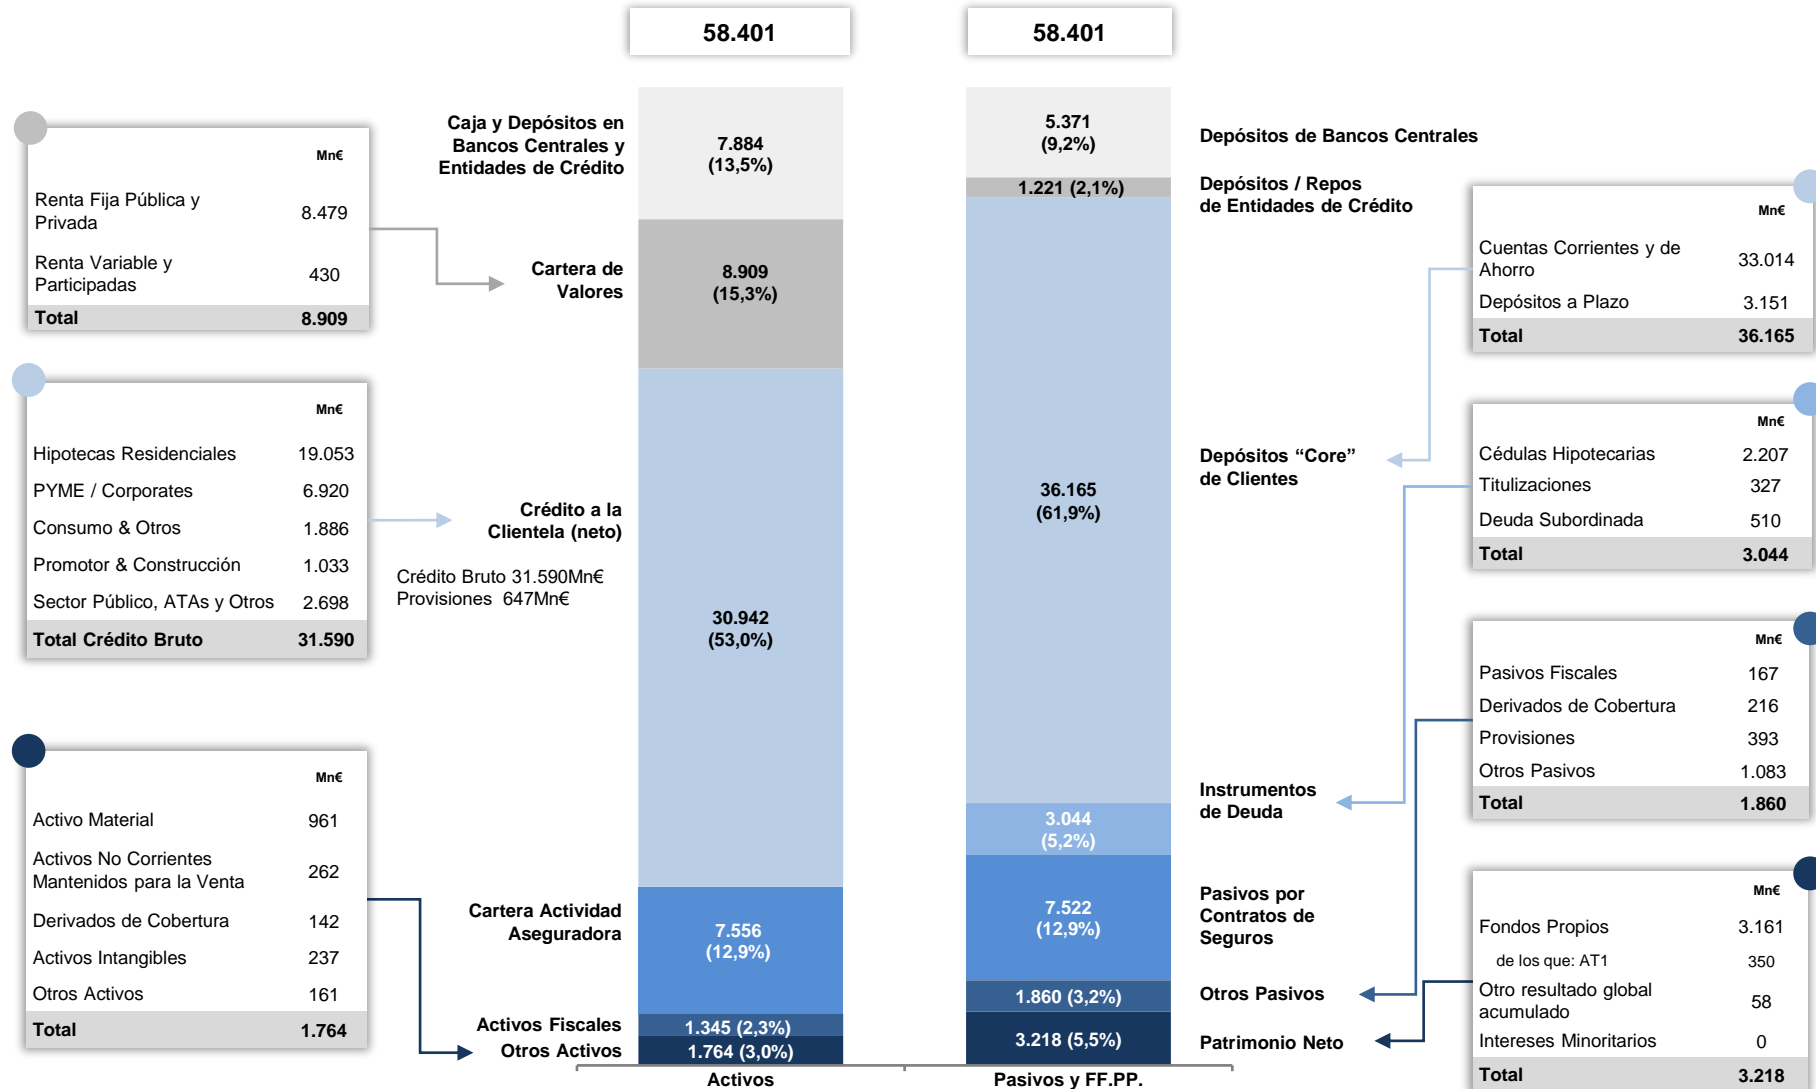 58.401
58.401
Mn€
Renta Fija Pública y
Privada
8.479
Renta Variable y
Participadas
430
Total 8.909
Mn€
Hipotecas Residenciales 19.053
PYME / Corporates 6.920
Consumo & Otros 1.886
Promotor & Construcción 1.033
Sector Público, ATAs y Otros 2.698
Total Crédito Bruto 31.590
Mn€
Activo Material 961
Activos No Corrientes
Mantenidos para la Venta
262
Derivados de Cobertura 142
Activos Intangibles 237
Otros Activos 161
Total 1.764
Caja y Depósitos en
Bancos Centrales y
Entidades de Crédito
Cartera de
Valores
Crédito a la
Clientela (neto)
Crédito Bruto 31.590Mn€
Provisiones 647Mn€
Cartera Actividad
Aseguradora
Activos Fiscales
Otros Activos
7.884
(13,5%)
8.909
(15,3%)
30.942
(53,0%)
7.556
(12,9%)
1.345 (2,3%)
1.764 (3,0%)
Activos
5.371
(9,2%)
1.221 (2,1%)
36.165
(61,9%)
3.044
(5,2%)
7.522
(12,9%)
1.860 (3,2%)
3.218 (5,5%)
Pasivos y FF.PP.
Depósitos de Bancos Centrales
Depósitos / Repos
de Entidades de Crédito
Depósitos “Core”
de Clientes
Instrumentos
de Deuda
Pasivos por
Contratos de
Seguros
Otros Pasivos
Patrimonio Neto
Mn€
Cuentas Corrientes y de
Ahorro
33.014
Depósitos a Plazo 3.151
Total 36.165
Mn€
Cédulas Hipotecarias 2.207
Titulizaciones 327
Deuda Subordinada 510
Total 3.044
Mn€
Pasivos Fiscales 167
Derivados de Cobertura 216
Provisiones 393
Otros Pasivos 1.083
Total 1.860
Mn€
Fondos Propios 3.161
de los que: AT1 350
Otro resultado global
acumulado
58
Intereses Minoritarios 0
Total 3.218